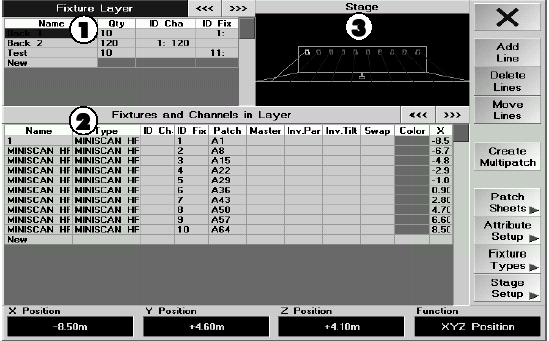 Fixture Layer <<< >>> Stage
Name Qty ID Cha ID Fix
1 3
Back 1 10 1:
Back 2 120 1: 120
Test 10 11:
New
Add Line
Delete Lines
Move Lines
Create Multipatch
Patch Sheets
Attribute Setup
Fixture Types
Stage Setup
2
Fixtures and Channels in Layer <<< >>>
Name Type ID Ch. ID Fix Patch Master Inv.Par Inv.Tilt Swap Color X
1 MINISCAN HF 1 A1 -8.5
MINISCAN HF MINISCAN HF 2 A8 -6.7
MINISCAN HF MINISCAN HF 3 A15 -4.8
MINISCAN HF MINISCAN HF 4 A22 -2.9
MINISCAN HF MINISCAN HF 5 A29 -1.0
MINISCAN HF MINISCAN HF 6 A36 0.90
MINISCAN HF MINISCAN HF 7 A43 2.80
MINISCAN HF MINISCAN HF 8 A50 4.70
MINISCAN HF MINISCAN HF 9 A57 6.60
MINISCAN HF MINISCAN HF 10 A64 8.50
New
X Position Y Position Z Position Function
-8.50m +4.60m +4.10m XYZ Position